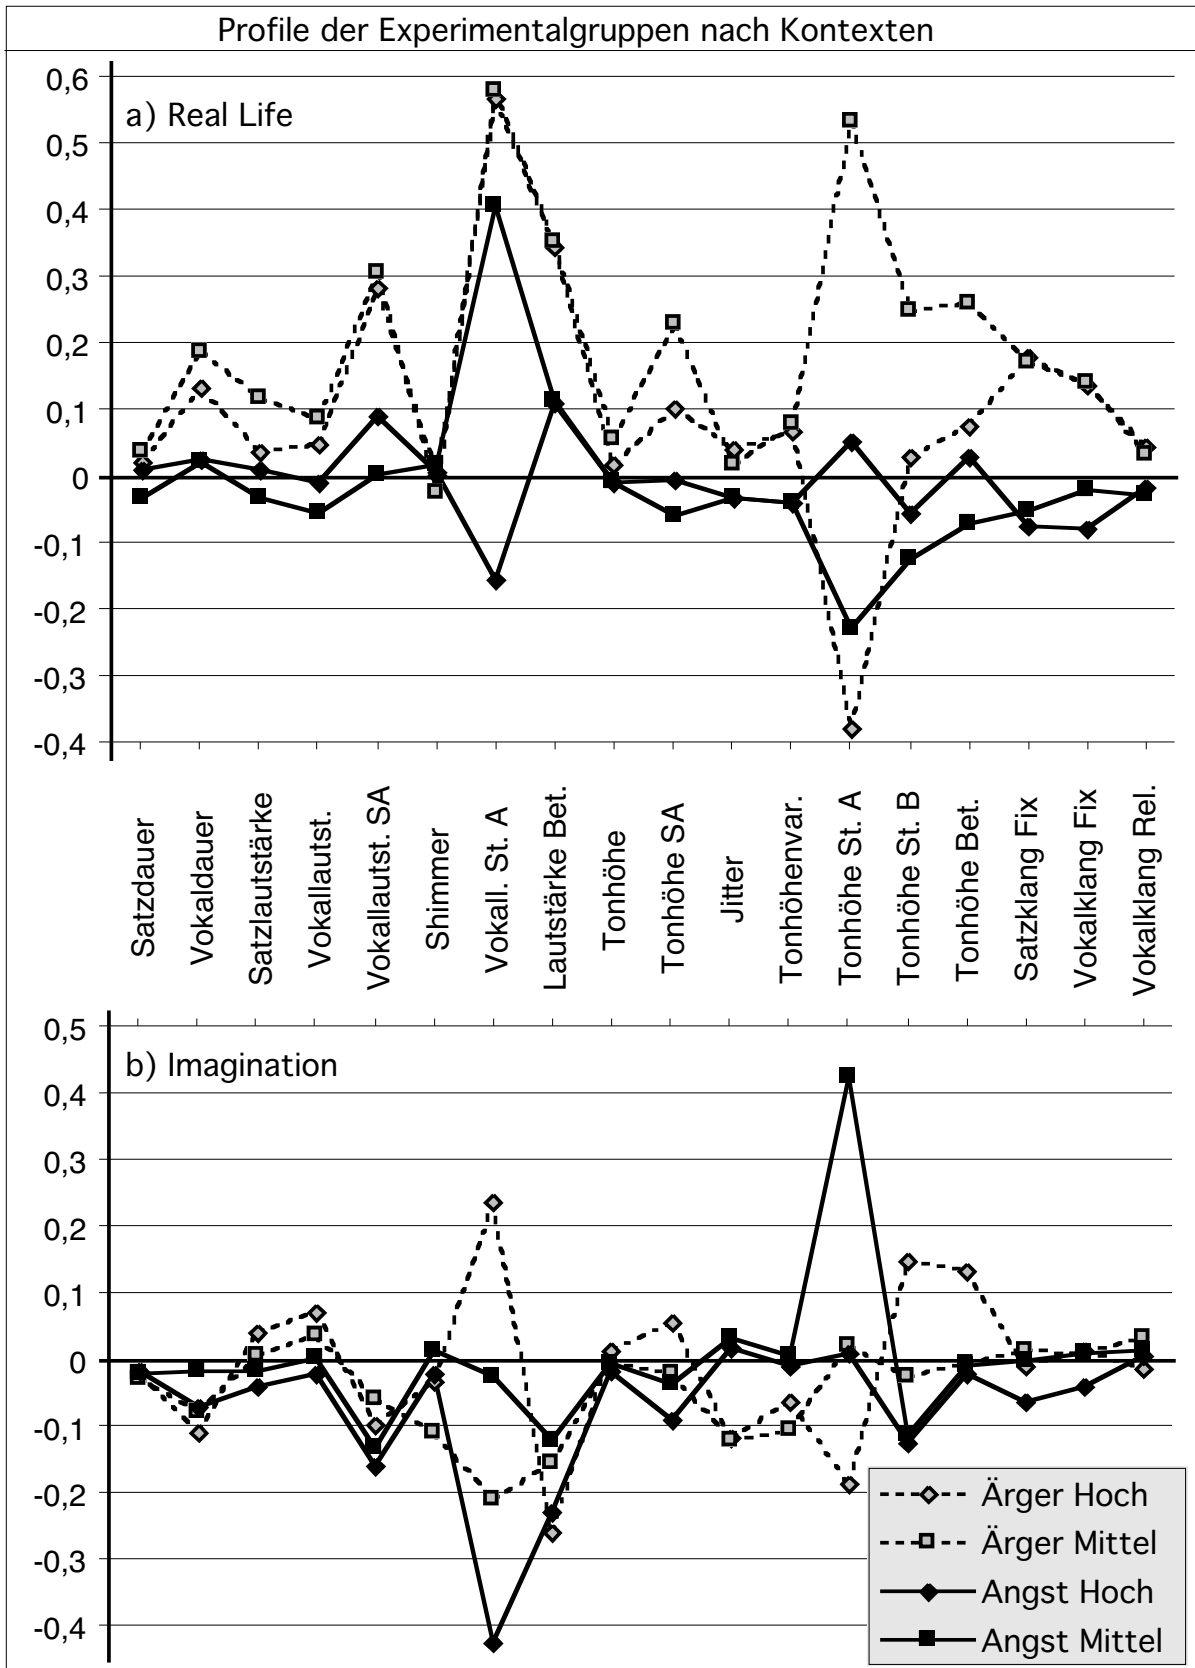 Profile der Experimentalgruppen nach Kontexten
a) Real Life
0,6
0,5
0,4
0,3
0,2
0,1
0
-0,1
-0,2
-0,3
-0,4
Satzdauer
Vokaldauer
Satzlautstärke
Vokallautst.
Vokallautst. SA
Shimmer
Vokall. St. A
Lautstärke Bet.
Tonhöhe
Tonhöhe SA
Jitter
Tonhöhenvar.
Tonhöhe St. A
Tonhöhe St. B
Tonhöhe Bet.
Satzklang Fix
Vokalklang Fix
Vokalklang Rel.
b) Imagination
0,5
0,4
0,3
0,2
0,1
0
-0,1
-0,2
-0,3
-0,4
Ärger Hoch
Ärger Mittel
Angst Hoch
Angst Mittel